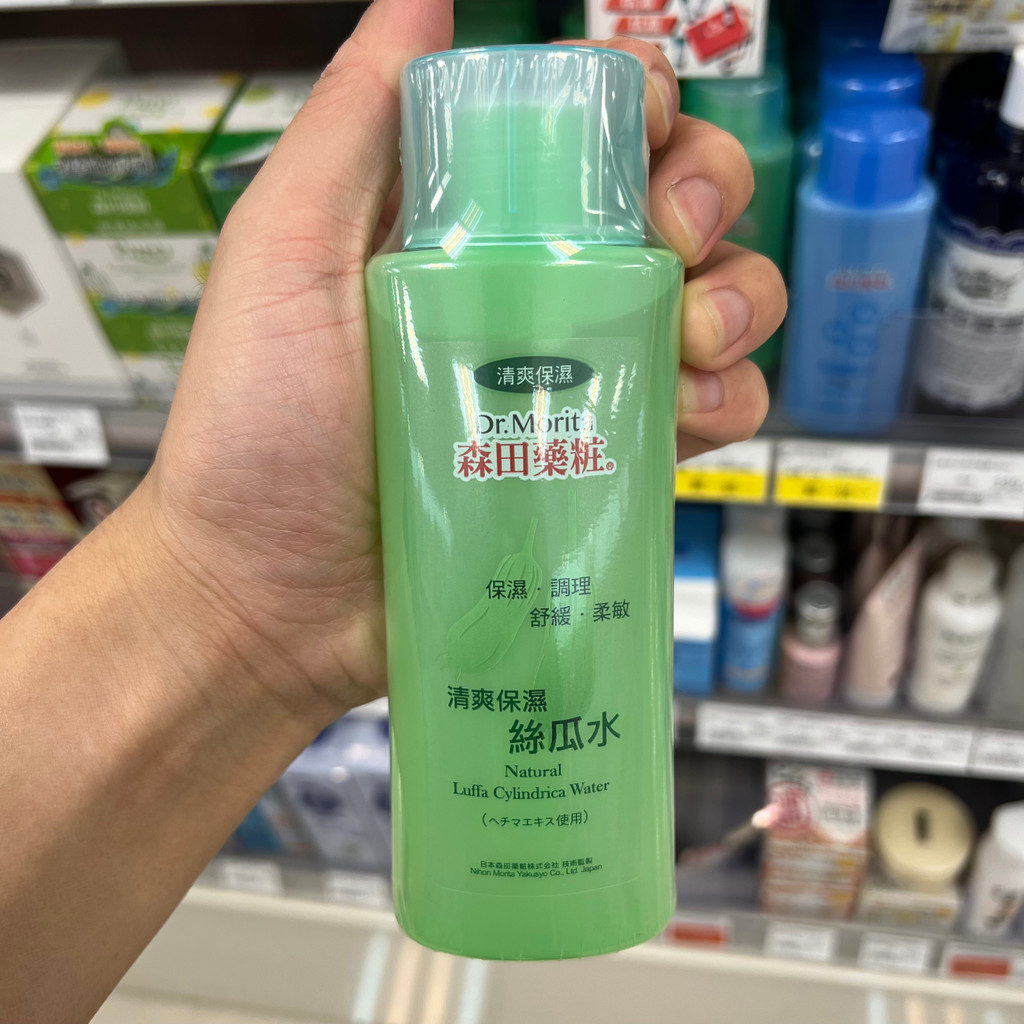 清爽保濕
Dr.Morita
森田藥粧®
保濕·調理
舒緩·柔敏
清爽保濕
絲瓜水
Natural
Luffa Cylindrica Water
(ヘチマエキス使用)
日本森田藥粧株式会社 技術監製
Nihon Morita Yakusyo Co., Ltd. Japan